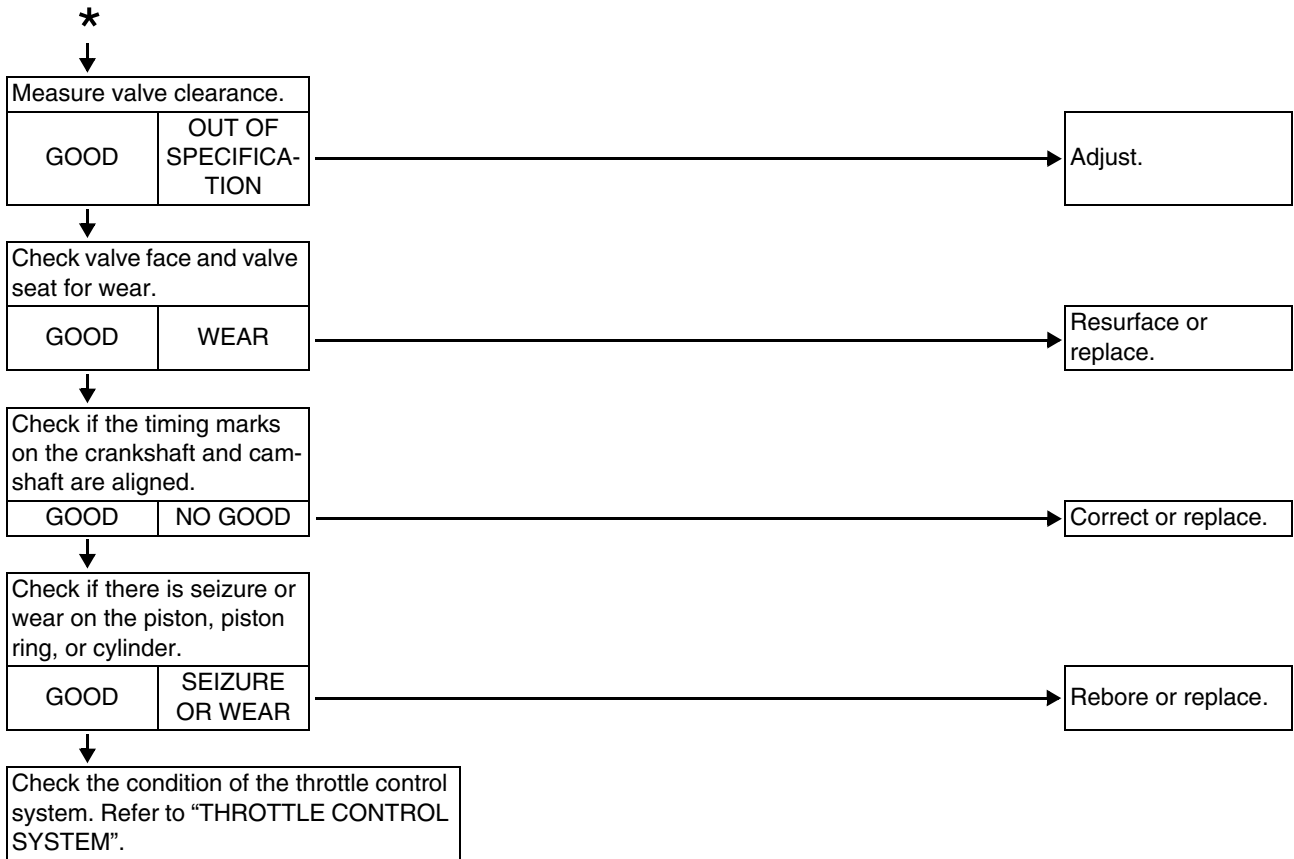 *
Measure valve clearance.
GOOD
OUT OF
SPECIFICA-
TION
Adjust.
Check valve face and valve
seat for wear.
GOOD
WEAR
Resurface or
replace.
Check if the timing marks
on the crankshaft and cam-
shaft are aligned.
GOOD
NO GOOD
Correct or replace.
Check if there is seizure or
wear on the piston, piston
ring, or cylinder.
GOOD
SEIZURE
OR WEAR
Rebore or replace.
Check the condition of the throttle control
system. Refer to “THROTTLE CONTROL
SYSTEM”.